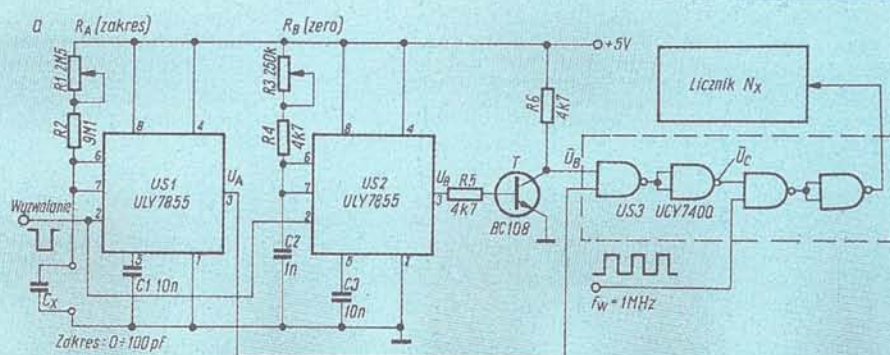 a
R_A (zakres)
R_B (zero)
+5V
R1 2M5
R3 250k
R6
4k7
Licznik N_X
R2
9M1
R4
4k7
8
4
8
4
6
7
2
US1
ULY7855
U_A
3
6
7
2
US2
ULY7855
U_B
3
R5
4k7
T
BC108
Ū_B
US3
UCY7400
Ū_C
Wyzwalanie
5
1
C1 10n
C2
1n
C3
10n
1
C_X
f_W = 1MHz
Zakres = 0÷100pF